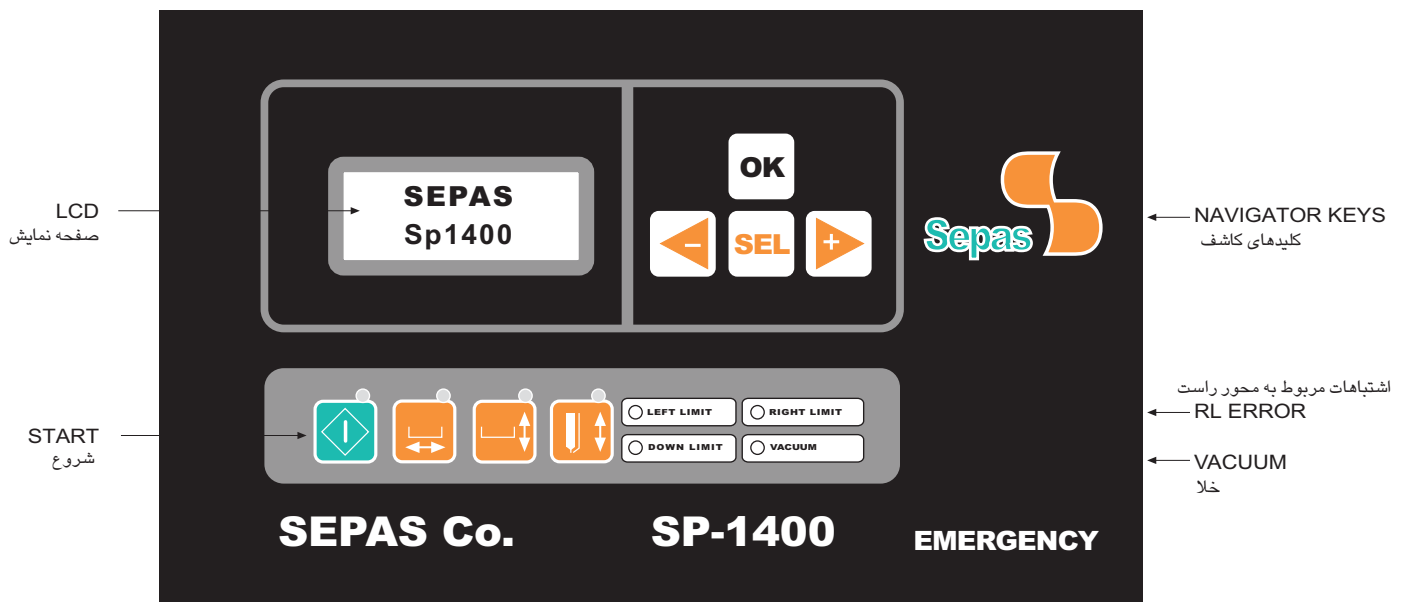 SEPAS
Sp1400
OK
–
SEL
+
Sepas
LCD
صفحه نمایش
NAVIGATOR KEYS
کلیدهای کاشف
اشتباهات مربوط به محور راست
RL ERROR
START
شروع
VACUUM
خلا
LEFT LIMIT
RIGHT LIMIT
DOWN LIMIT
VACUUM
SEPAS Co.
SP-1400
EMERGENCY